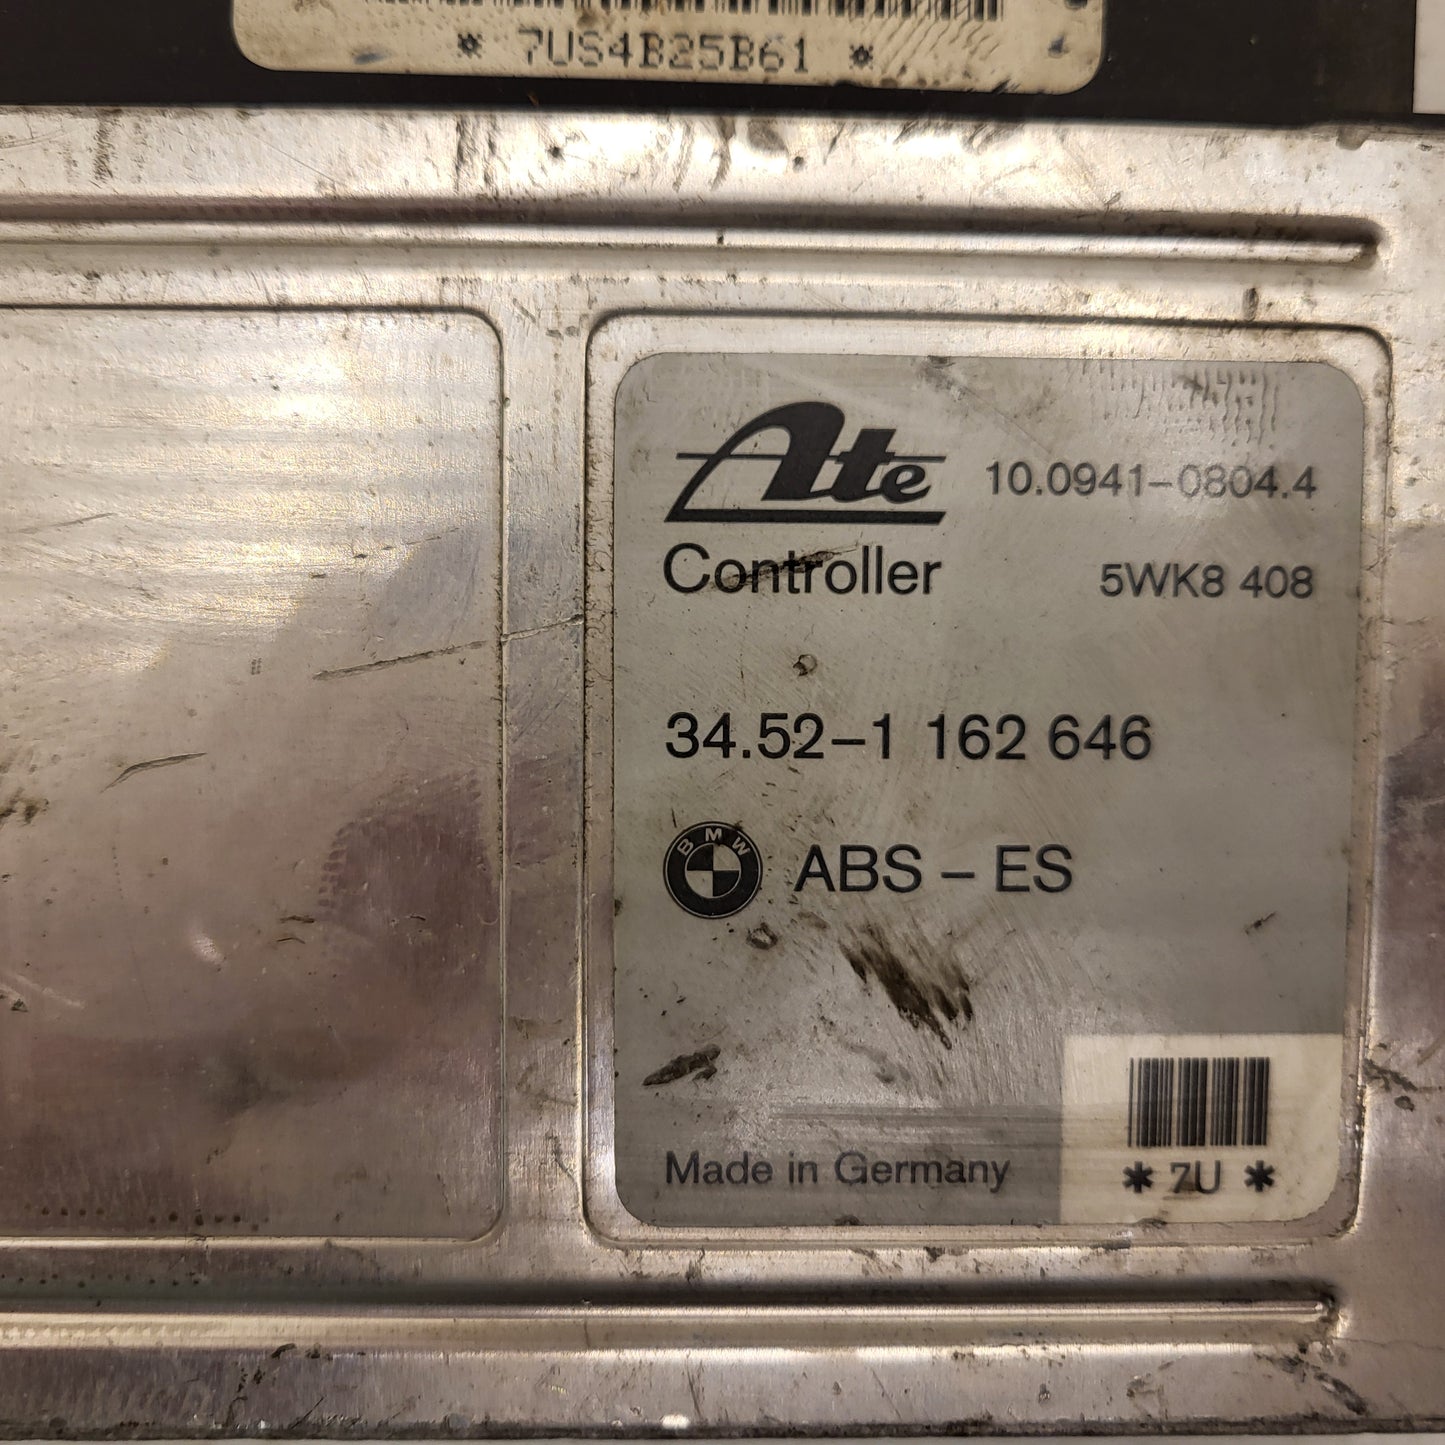 * 7US4B25B61 *
Ate 10.0941-0804.4
Controller 5WK8 408
34.52-1 162 646
BMW ABS - ES
Made in Germany * 7U *